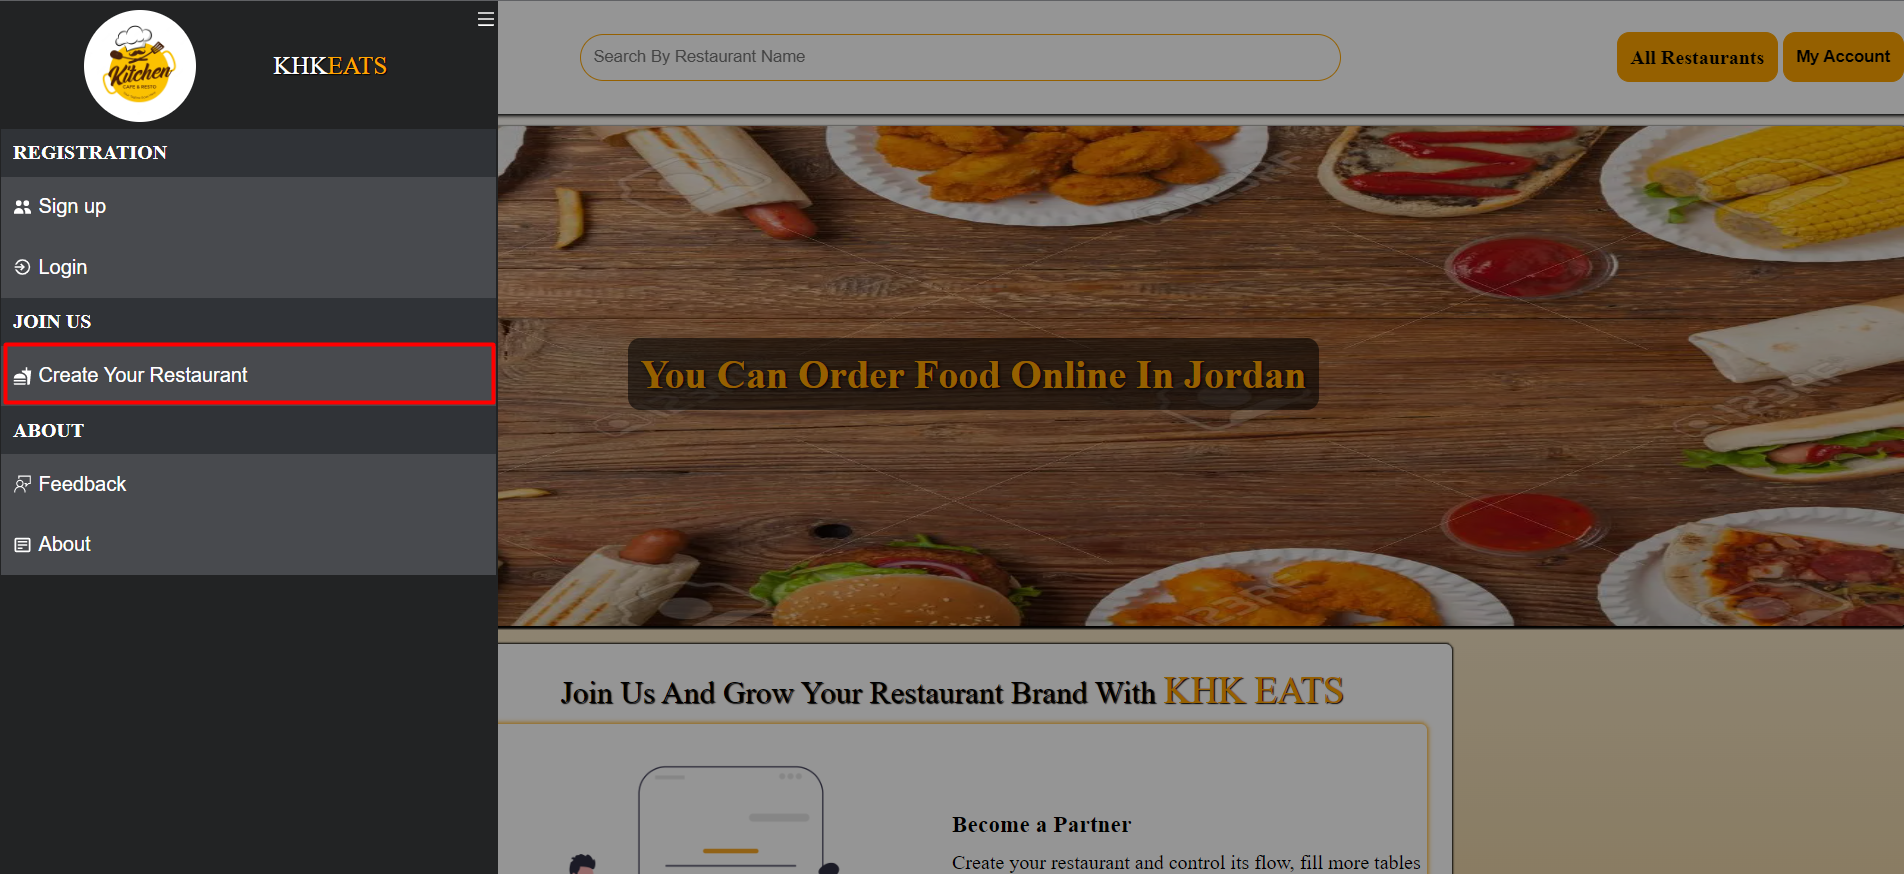 Kitchen
CAFE & RESTO
KHKEATS
Search By Restaurant Name
All Restaurants
My Account
REGISTRATION
Sign up
Login
JOIN US
Create Your Restaurant
ABOUT
Feedback
About
You Can Order Food Online In Jordan
Join Us And Grow Your Restaurant Brand With KHK EATS
Become a Partner
Create your restaurant and control its flow, fill more tables